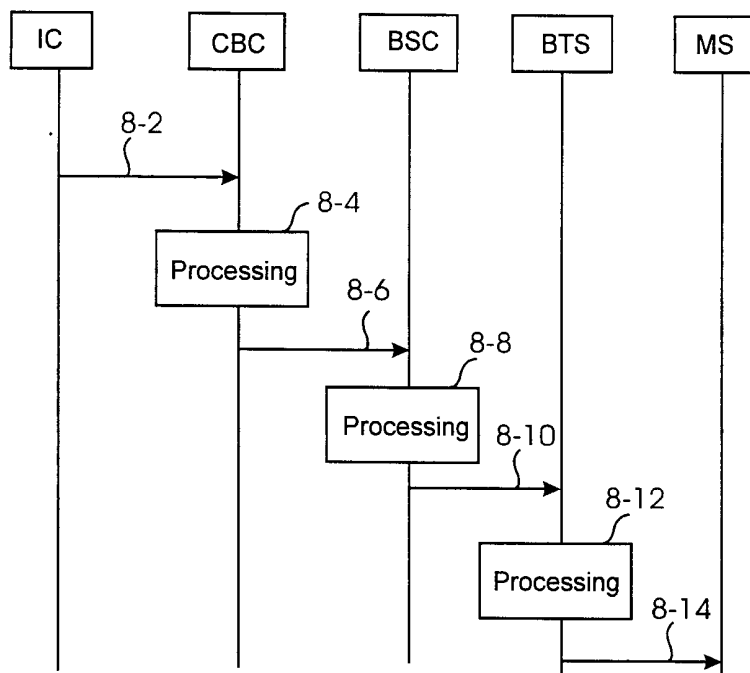 IC
CBC
BSC
BTS
MS
8-2
8-4
Processing
8-6
8-8
Processing
8-10
8-12
Processing
8-14